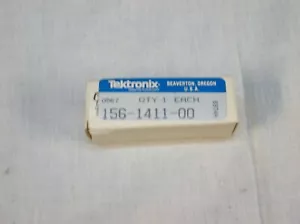 Tektronix
BEAVERTON, OREGON
U.S.A.
QTY 1 EACH
156-1411-00